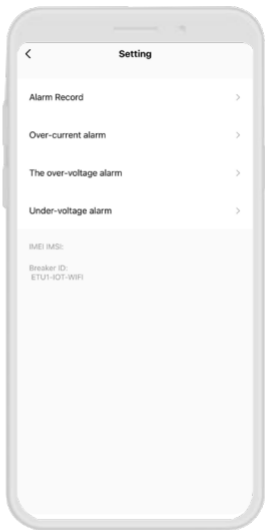 Setting
Alarm Record
Over-current alarm
The over-voltage alarm
Under-voltage alarm
IMEI IMSI:
Breaker ID:
ETU1-IOT-WIFI